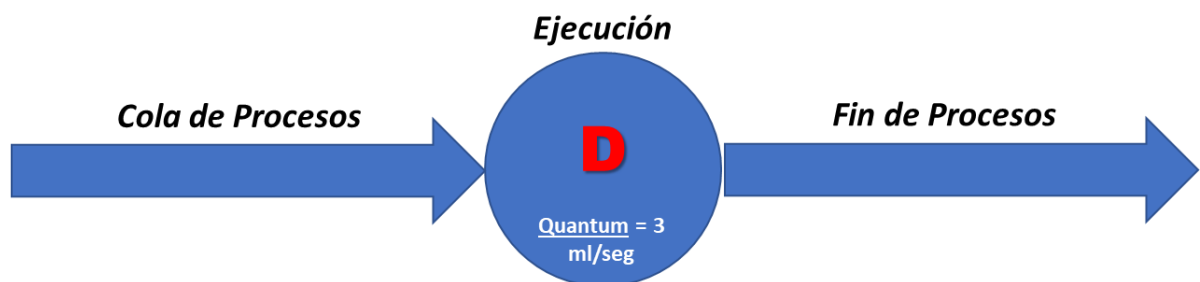 Ejecución
Cola de Procesos
Fin de Procesos
D
Quantum = 3
ml/seg